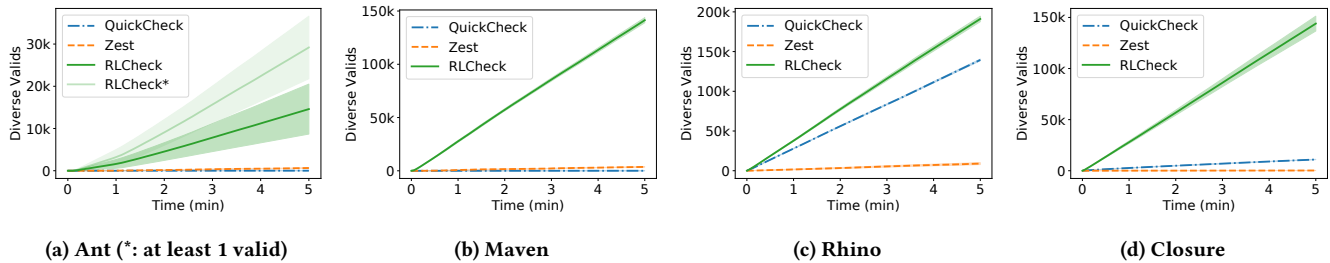 Diverse Valids
30k
20k
10k
0
QuickCheck
Zest
RLCheck
RLCheck*
0 1 2 3 4 5
Time (min)
(a) Ant (*: at least 1 valid)
Diverse Valids
150k
100k
50k
0
QuickCheck
Zest
RLCheck
0 1 2 3 4 5
Time (min)
(b) Maven
Diverse Valids
200k
150k
100k
50k
0
QuickCheck
Zest
RLCheck
0 1 2 3 4 5
Time (min)
(c) Rhino
Diverse Valids
150k
100k
50k
0
QuickCheck
Zest
RLCheck
0 1 2 3 4 5
Time (min)
(d) Closure